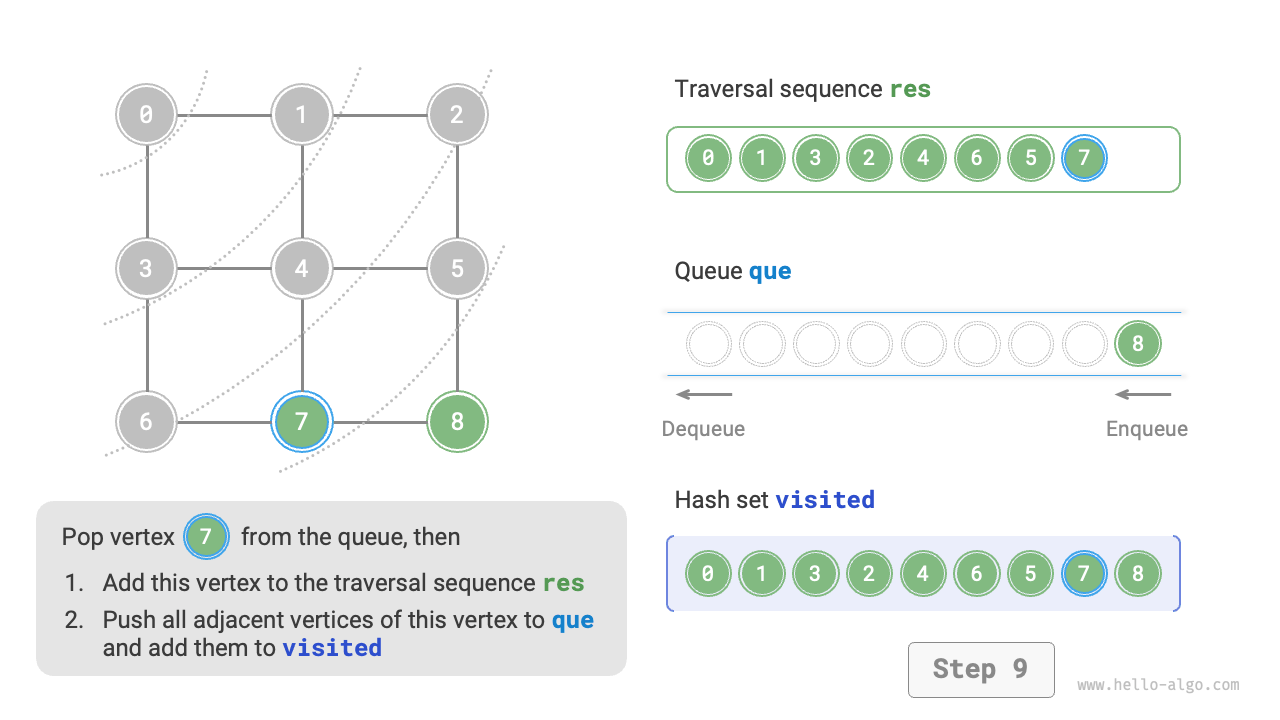 0 1 2
3 4 5
6 7 8
Pop vertex 7 from the queue, then
1. Add this vertex to the traversal sequence res
2. Push all adjacent vertices of this vertex to que
and add them to visited
Traversal sequence res
0 1 3 2 4 6 5 7
Queue que
8
Dequeue Enqueue
Hash set visited
0 1 3 2 4 6 5 7 8
Step 9
www.hello-algo.com